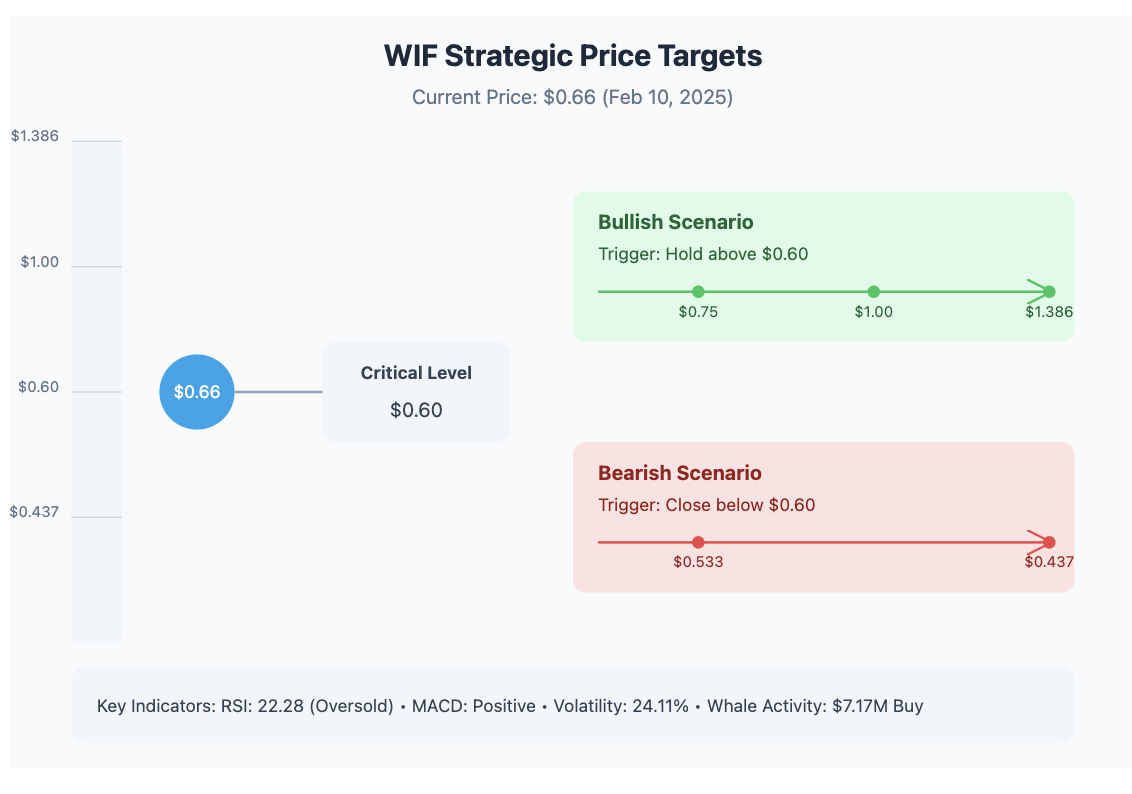 WIF Strategic Price Targets
Current Price: $0.66 (Feb 10, 2025)
$1.386
$1.00
$0.60
$0.437
$0.66
Critical Level
$0.60
Bullish Scenario
Trigger: Hold above $0.60
$0.75
$1.00
$1.386
Bearish Scenario
Trigger: Close below $0.60
$0.533
$0.437
Key Indicators: RSI: 22.28 (Oversold) • MACD: Positive • Volatility: 24.11% • Whale Activity: $7.17M Buy